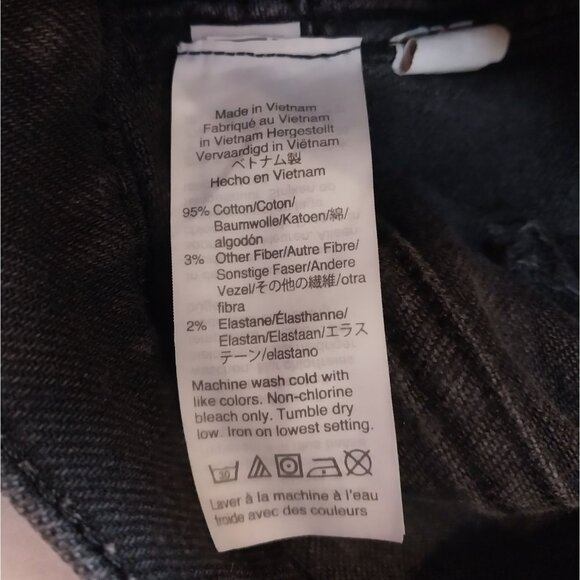 Made in Vietnam
Fabriqué au Vietnam
in Vietnam Hergestellt
Vervaardigd in Viëtnam
ベトナム製
Hecho en Vietnam
95% Cotton/Coton/
Baumwolle/Katoen/綿/
algodón
3% Other Fiber/Autre Fibre/
Sonstige Faser/Andere
Vezel/その他の繊維/otra
fibra
2% Elastane/Élasthanne/
Elastan/Elastaan/エラス
テーン/elastano
Machine wash cold with
like colors. Non-chlorine
bleach only. Tumble dry
low. Iron on lowest setting.
30
Laver à la machine à l'eau
froide avec des couleurs